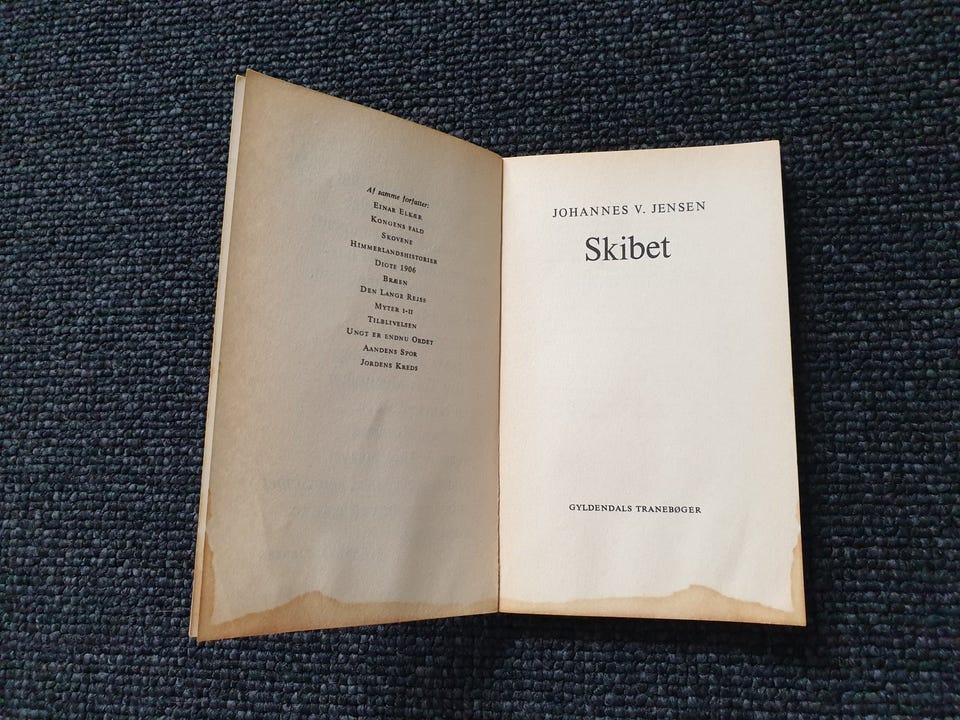 Af samme forfatter:
EINAR ELKÆR
KONGENS FALD
SKOVENE
HIMMERLANDSHISTORIER
DIGTE 1906
BRÆEN
DEN LANGE REJSE
MYTER I-II
TILBLIVELSEN
UNGT ER ENDNU ORDET
AANDENS SPOR
JORDENS KREDS
JOHANNES V. JENSEN
Skibet
GYLDENDALS TRANEBØGER